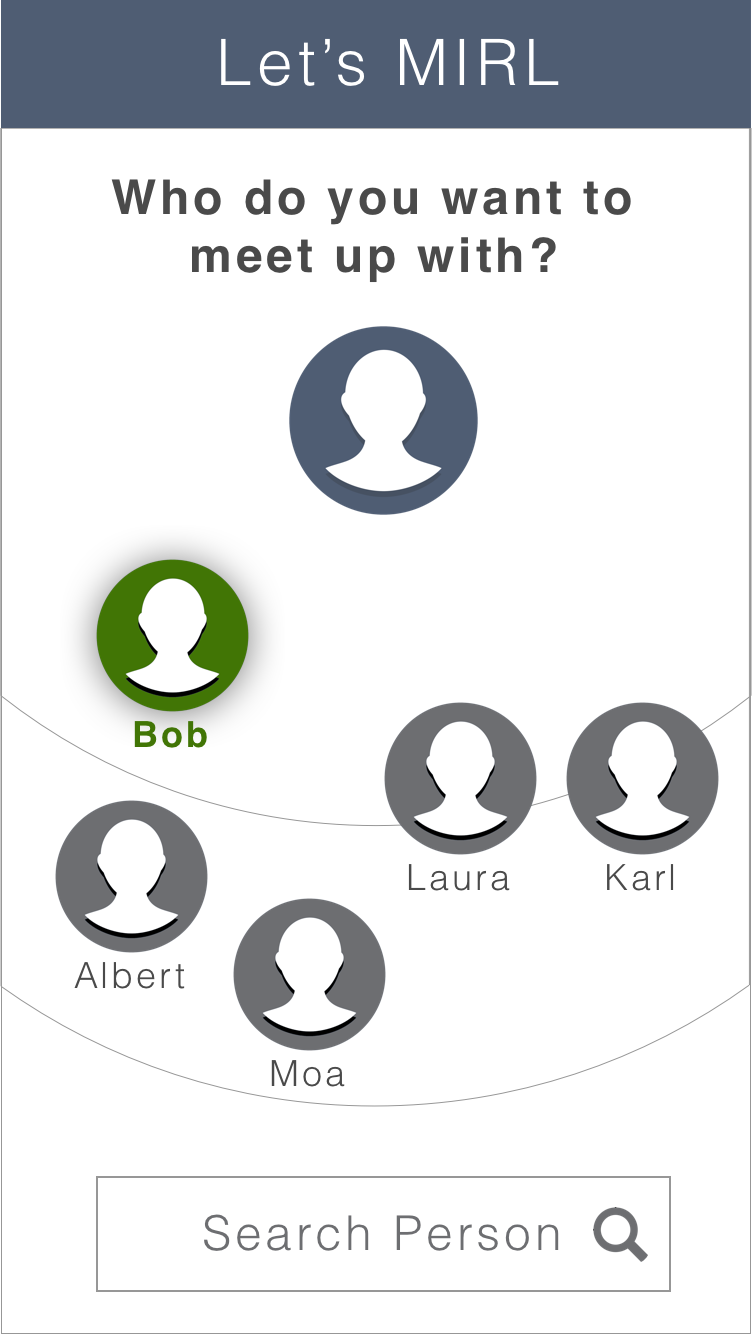 Let’s MIRL
Who do you want to
meet up with?
Bob
Laura
Karl
Albert
Moa
Search Person